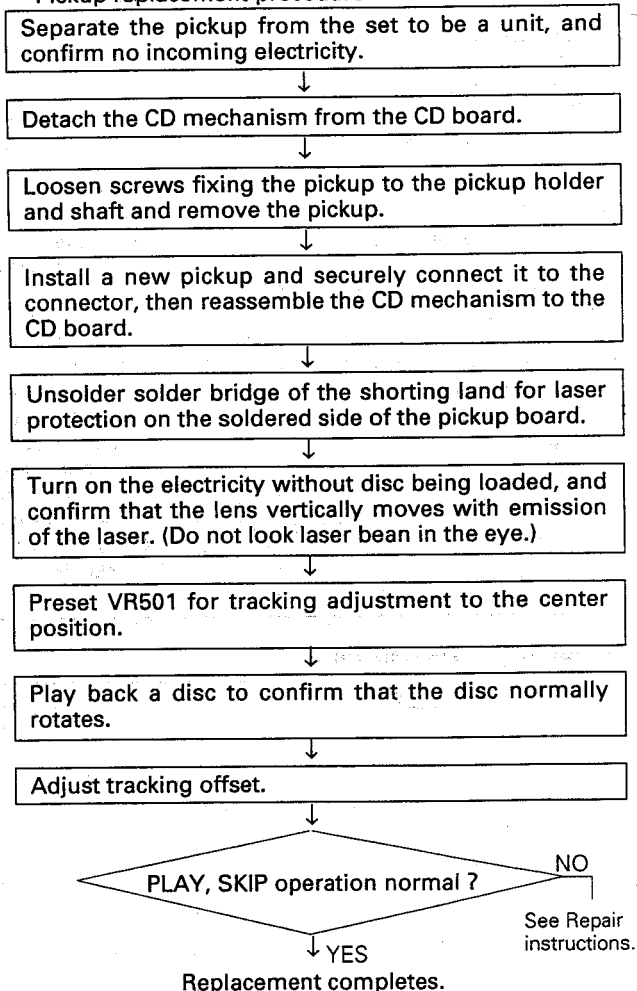 Pickup replacement procedure
Separate the pickup from the set to be a unit, and
confirm no incoming electricity.
↓
Detach the CD mechanism from the CD board.
↓
Loosen screws fixing the pickup to the pickup holder
and shaft and remove the pickup.
↓
Install a new pickup and securely connect it to the
connector, then reassemble the CD mechanism to the
CD board.
↓
Unsolder solder bridge of the shorting land for laser
protection on the soldered side of the pickup board.
↓
Turn on the electricity without disc being loaded, and
confirm that the lens vertically moves with emission
of the laser. (Do not look laser bean in the eye.)
↓
Preset VR501 for tracking adjustment to the center
position.
↓
Play back a disc to confirm that the disc normally
rotates.
↓
Adjust tracking offset.
↓
PLAY, SKIP operation normal ?
NO
See Repair
instructions.
↓ YES
Replacement completes.